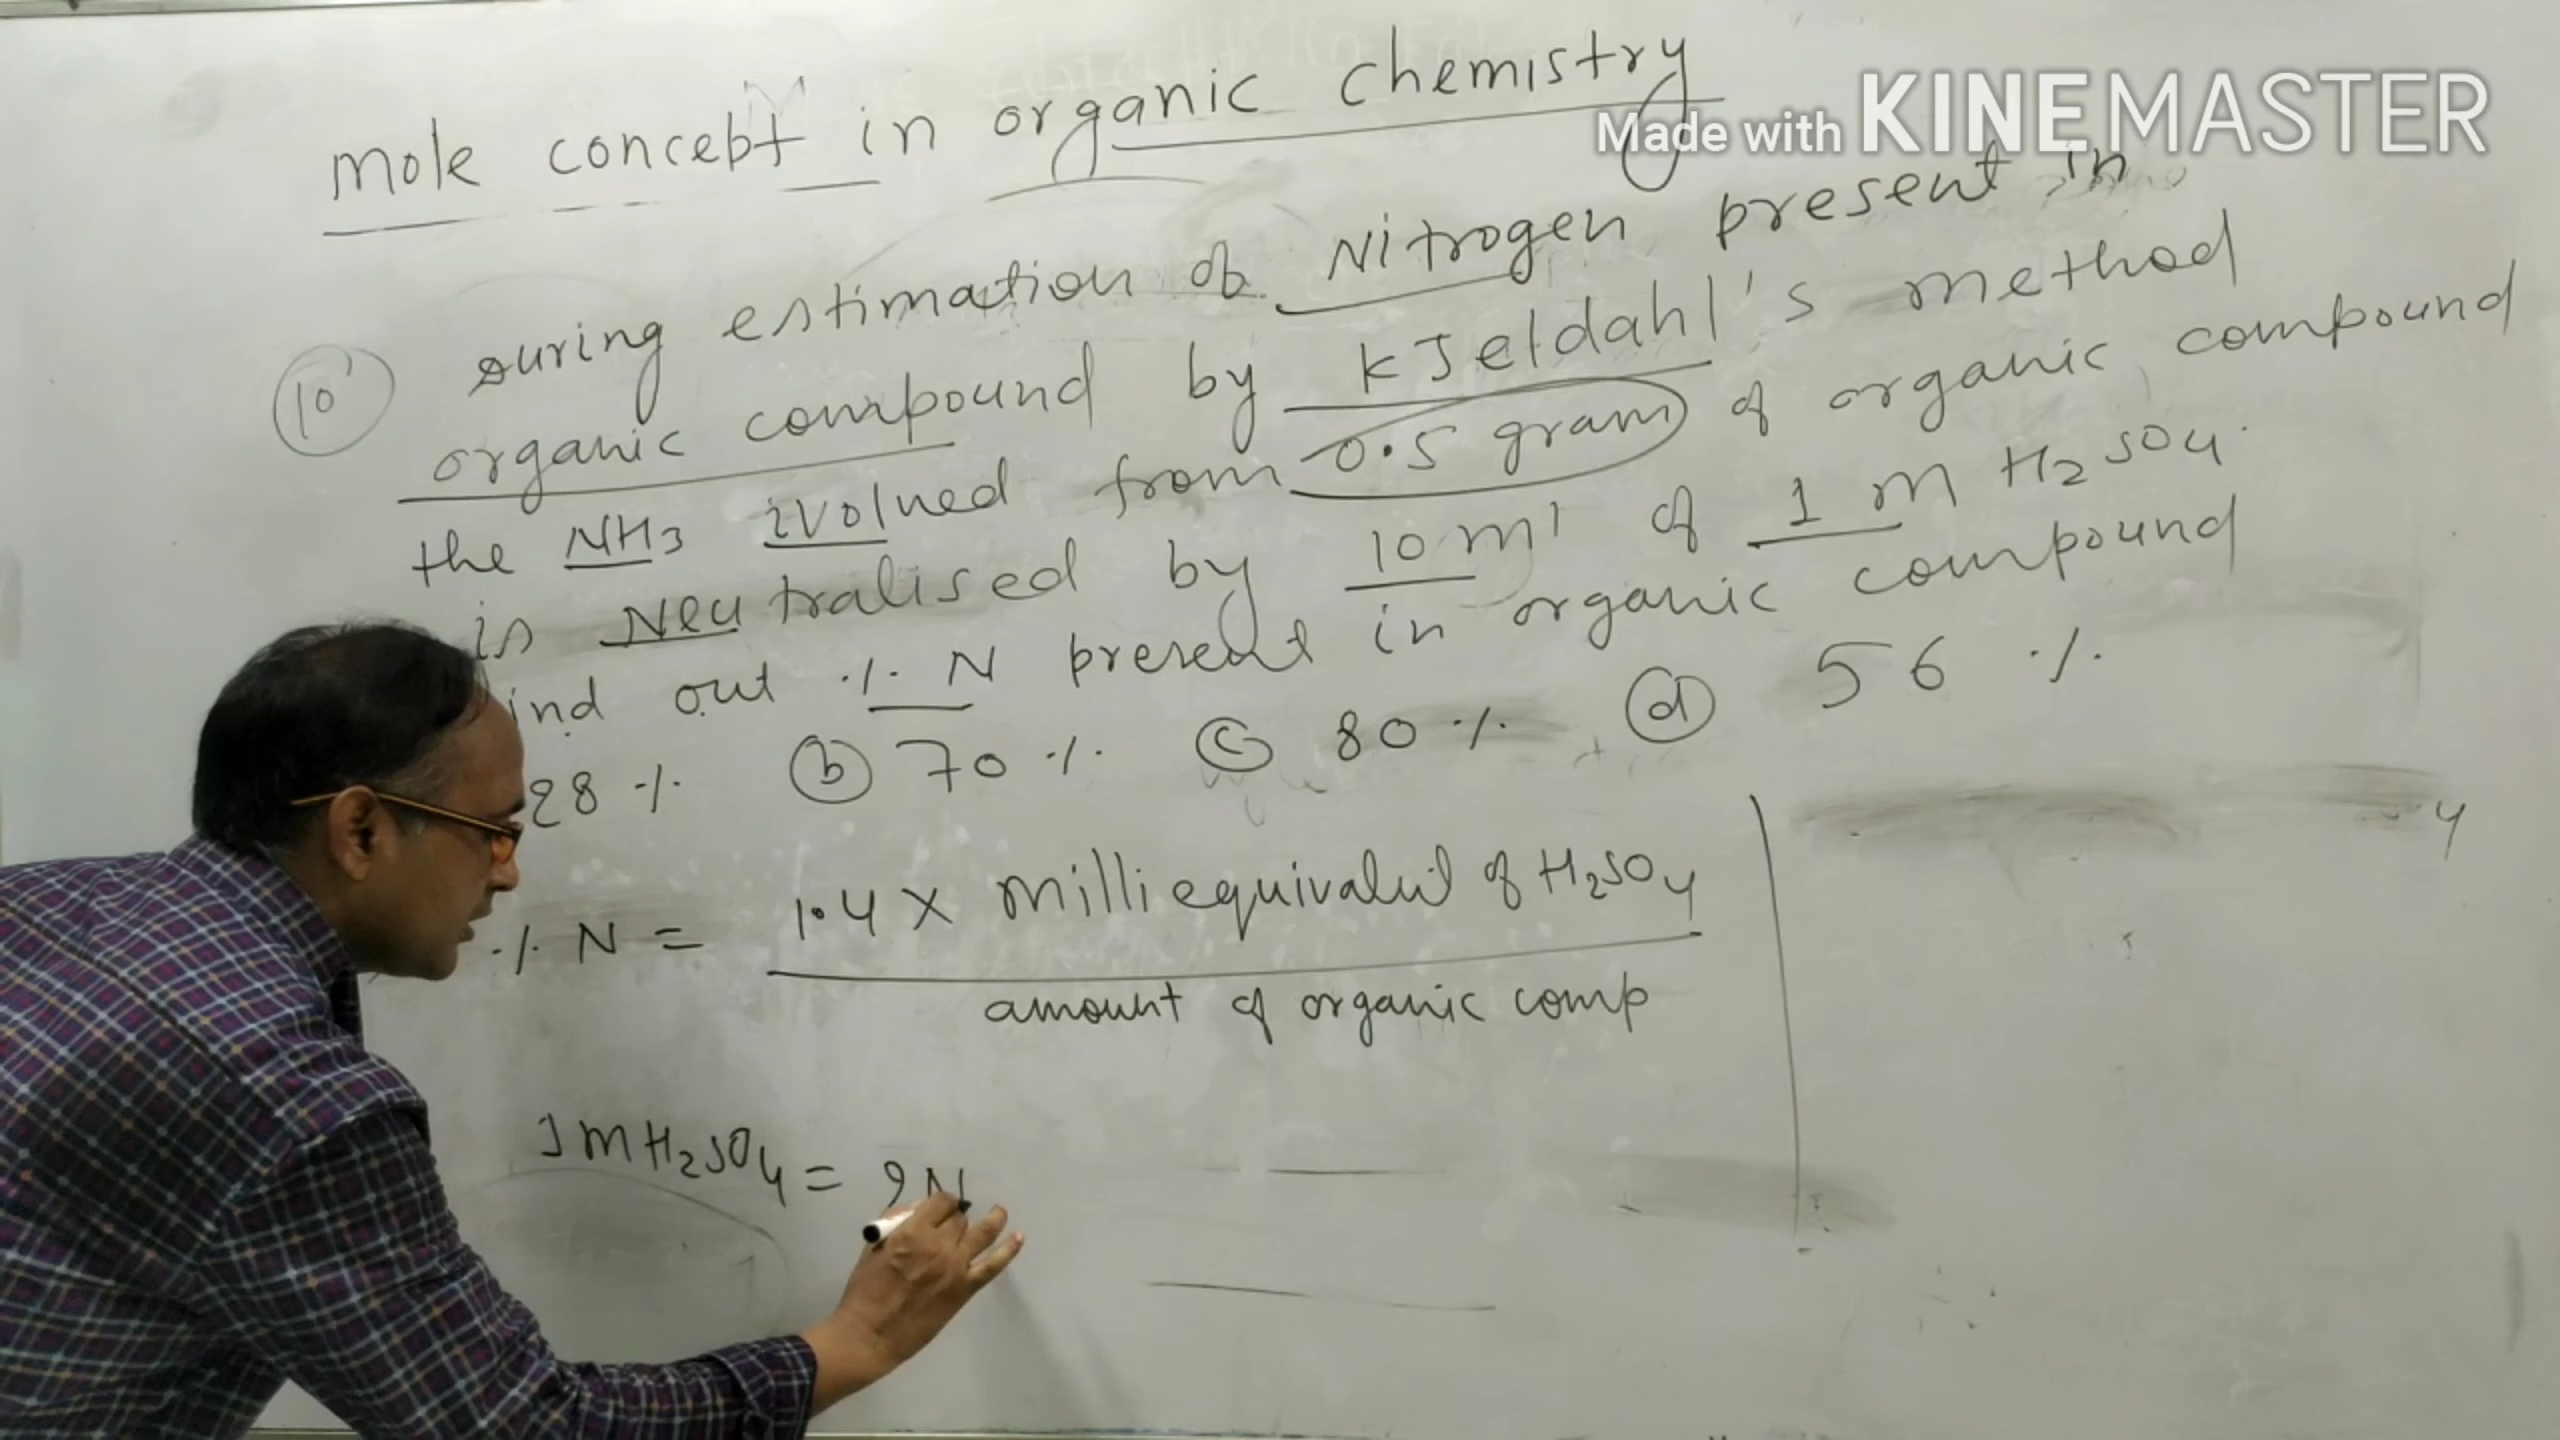 Mole concebt in organic chemistry
Made with KINEMASTER
10 During estimation of Nitrogen present in
organic compound by KJeldahl's method
the NH3 ivolued from 0.5 gram of organic compound
is Neutralised by 10 ml of 1 M H2SO4.
ind out % N present in organic compound
28 % (b) 70 % (c) 80 % (d) 56 %
% N = 1.4 X Milliequivalent of H2SO4
amount of organic comp
1 M H2SO4 = 2N
y